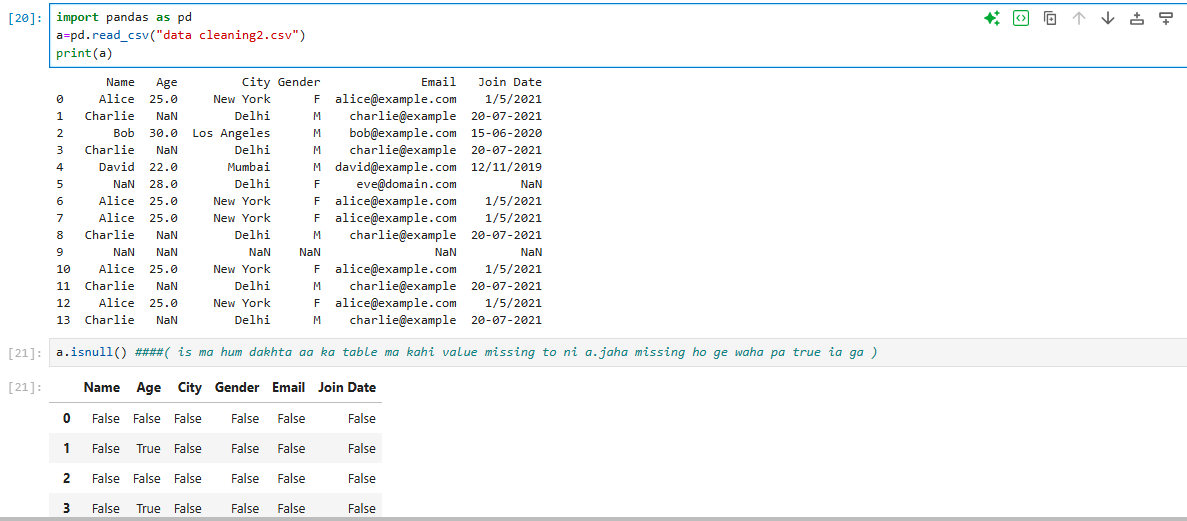 [20]: import pandas as pd
a=pd.read_csv("data cleaning2.csv")
print(a)
Name Age City Gender Email Join Date
0 Alice 25.0 New York F alice@example.com 1/5/2021
1 Charlie NaN Delhi M charlie@example 20-07-2021
2 Bob 30.0 Los Angeles M bob@example.com 15-06-2020
3 Charlie NaN Delhi M charlie@example 20-07-2021
4 David 22.0 Mumbai M david@example.com 12/11/2019
5 NaN 28.0 Delhi F eve@domain.com NaN
6 Alice 25.0 New York F alice@example.com 1/5/2021
7 Alice 25.0 New York F alice@example.com 1/5/2021
8 Charlie NaN Delhi M charlie@example 20-07-2021
9 NaN NaN NaN NaN NaN NaN
10 Alice 25.0 New York F alice@example.com 1/5/2021
11 Charlie NaN Delhi M charlie@example 20-07-2021
12 Alice 25.0 New York F alice@example.com 1/5/2021
13 Charlie NaN Delhi M charlie@example 20-07-2021
[21]: a.isnull() ####( is ma hum dakhta aa ka table ma kahi value missing to ni a.jaha missing ho ge waha pa true ia ga )
[21]: Name Age City Gender Email Join Date
0 False False False False False False
1 False True False False False False
2 False False False False False False
3 False True False False False False